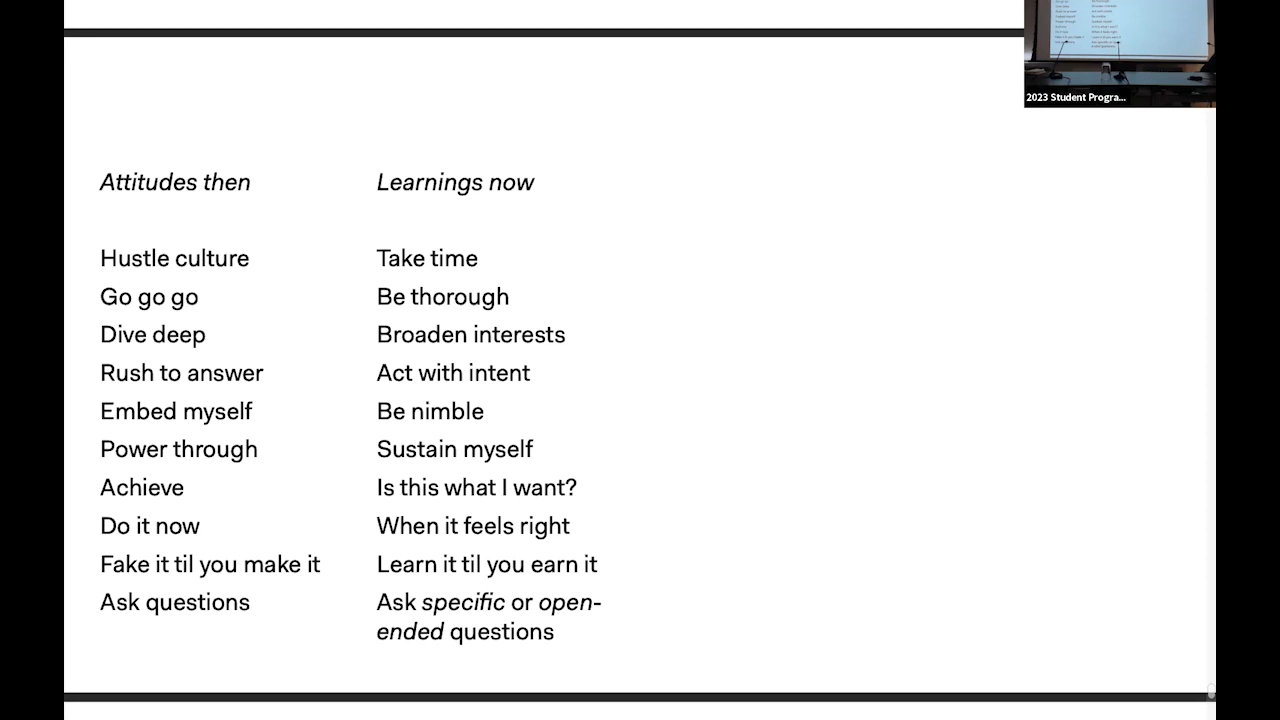 2023 Student Progra...
Attitudes then Learnings now
Hustle culture Take time
Go go go Be thorough
Dive deep Broaden interests
Rush to answer Act with intent
Embed myself Be nimble
Power through Sustain myself
Achieve Is this what I want?
Do it now When it feels right
Fake it til you make it Learn it til you earn it
Ask questions Ask specific or open-
ended questions